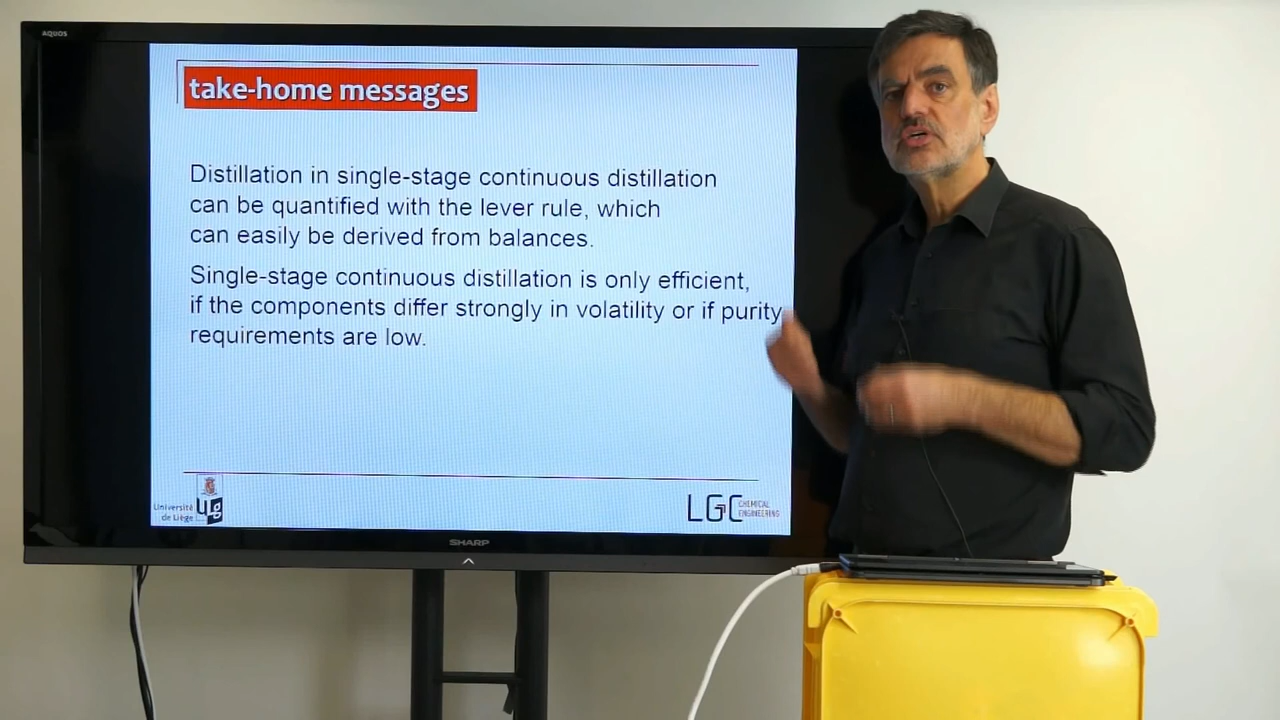 AQUOS
take-home messages
Distillation in single-stage continuous distillation
can be quantified with the lever rule, which
can easily be derived from balances.
Single-stage continuous distillation is only efficient,
if the components differ strongly in volatility or if purity
requirements are low.
Université
de Liège
LGC CHEMICAL
ENGINEERING
SHARP